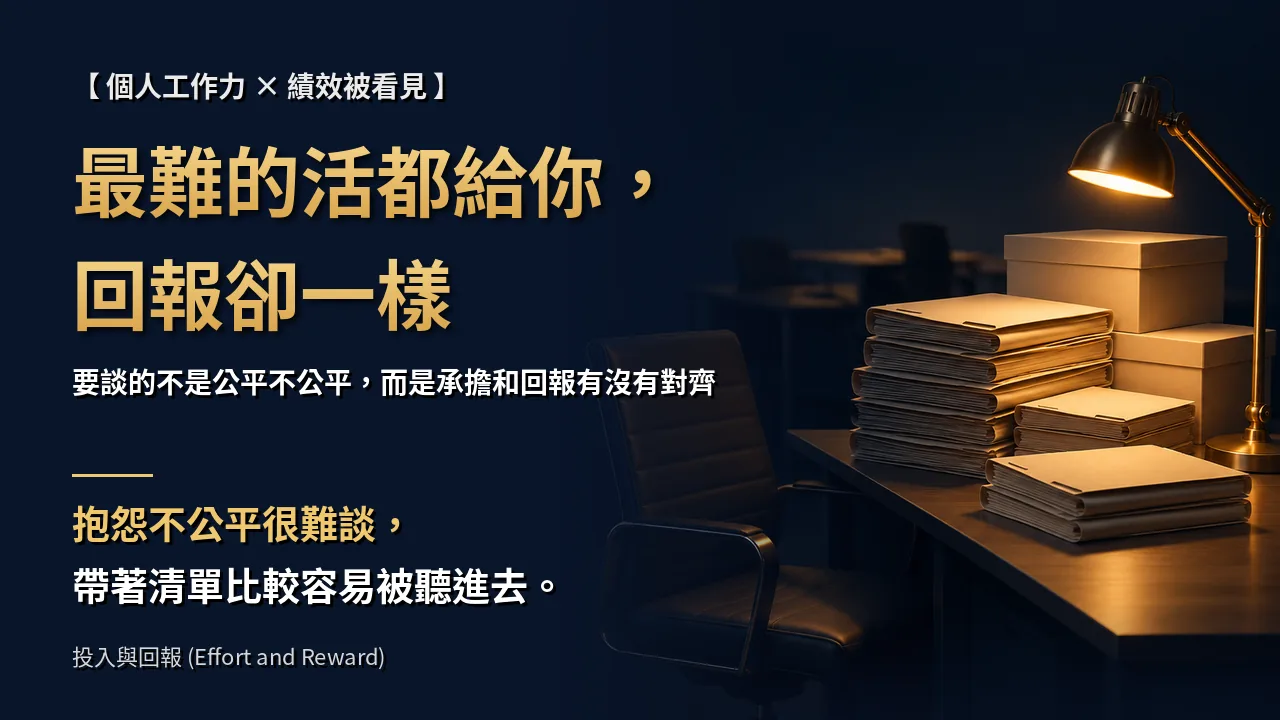 【 個人工作力 × 績效被看見 】
最難的活都給你，
回報卻一樣
要談的不是公平不公平，而是承擔和回報有沒有對齊
抱怨不公平很難談，
帶著清單比較容易被聽進去。
投入與回報 (Effort and Reward)